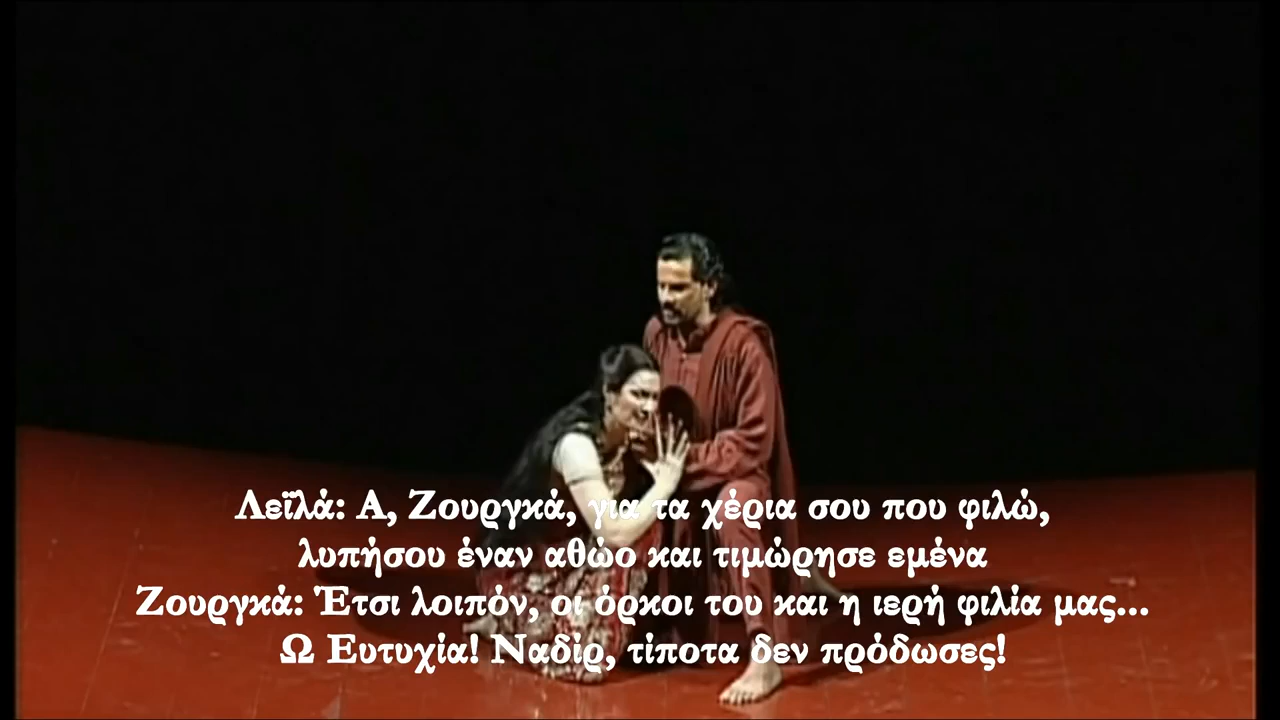 Λεϊλά: Α, Ζουργκά, για τα χέρια σου που φιλώ,
λυπήσου έναν αθώο και τιμώρησε εμένα
Ζουργκά: Έτσι λοιπόν, οι όρκοι του και η ιερή φιλία μας...
Ω Ευτυχία! Ναδίρ, τίποτα δεν πρόδωσες!